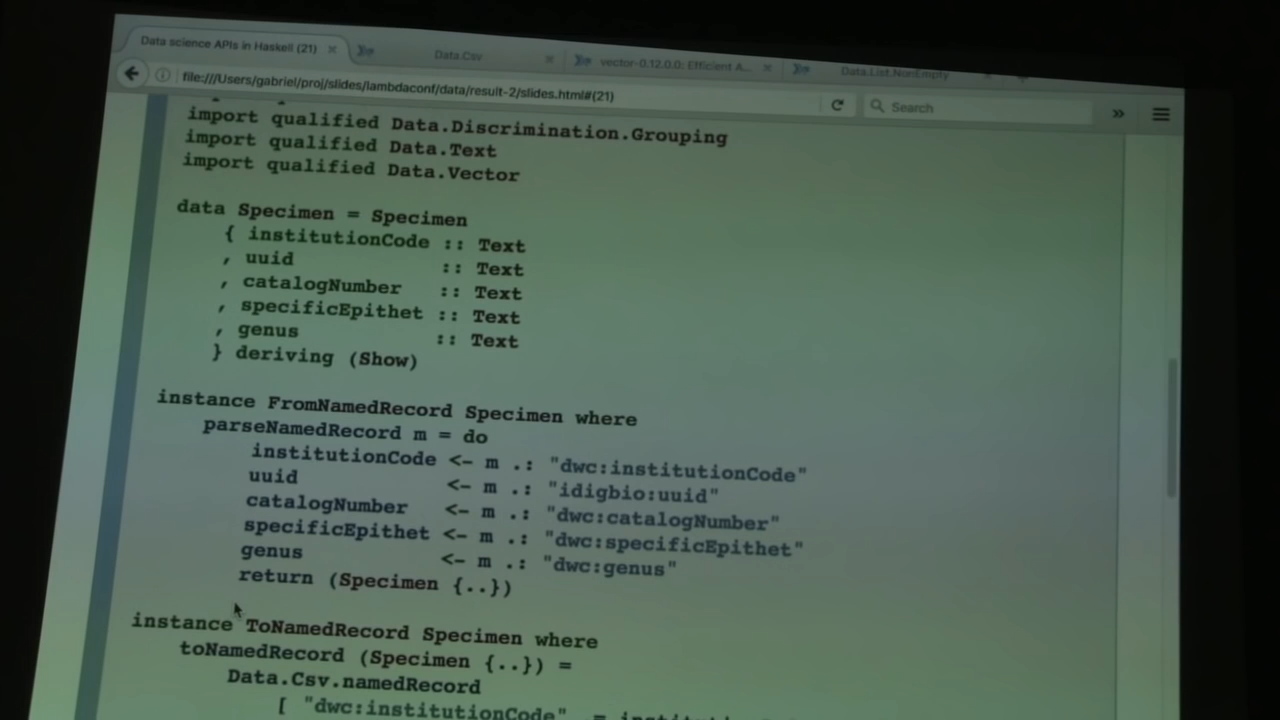 Data science APIs in Haskell (21)
Data.Csv
vector-0.12.0.0: Efficient A...
Data.List.NonEmpty
file:///Users/gabriel/proj/slides/lambdaconf/data/result-2/slides.html#(21)
Search
import qualified Data.Discrimination.Grouping
import qualified Data.Text
import qualified Data.Vector
data Specimen = Specimen
{ institutionCode :: Text
, uuid :: Text
, catalogNumber :: Text
, specificEpithet :: Text
, genus :: Text
} deriving (Show)
instance FromNamedRecord Specimen where
parseNamedRecord m = do
institutionCode <- m .: "dwc:institutionCode"
uuid <- m .: "idigbio:uuid"
catalogNumber <- m .: "dwc:catalogNumber"
specificEpithet <- m .: "dwc:specificEpithet"
genus <- m .: "dwc:genus"
return (Specimen {..})
instance ToNamedRecord Specimen where
toNamedRecord (Specimen {..}) =
Data.Csv.namedRecord
[ "dwc:institutionCode"